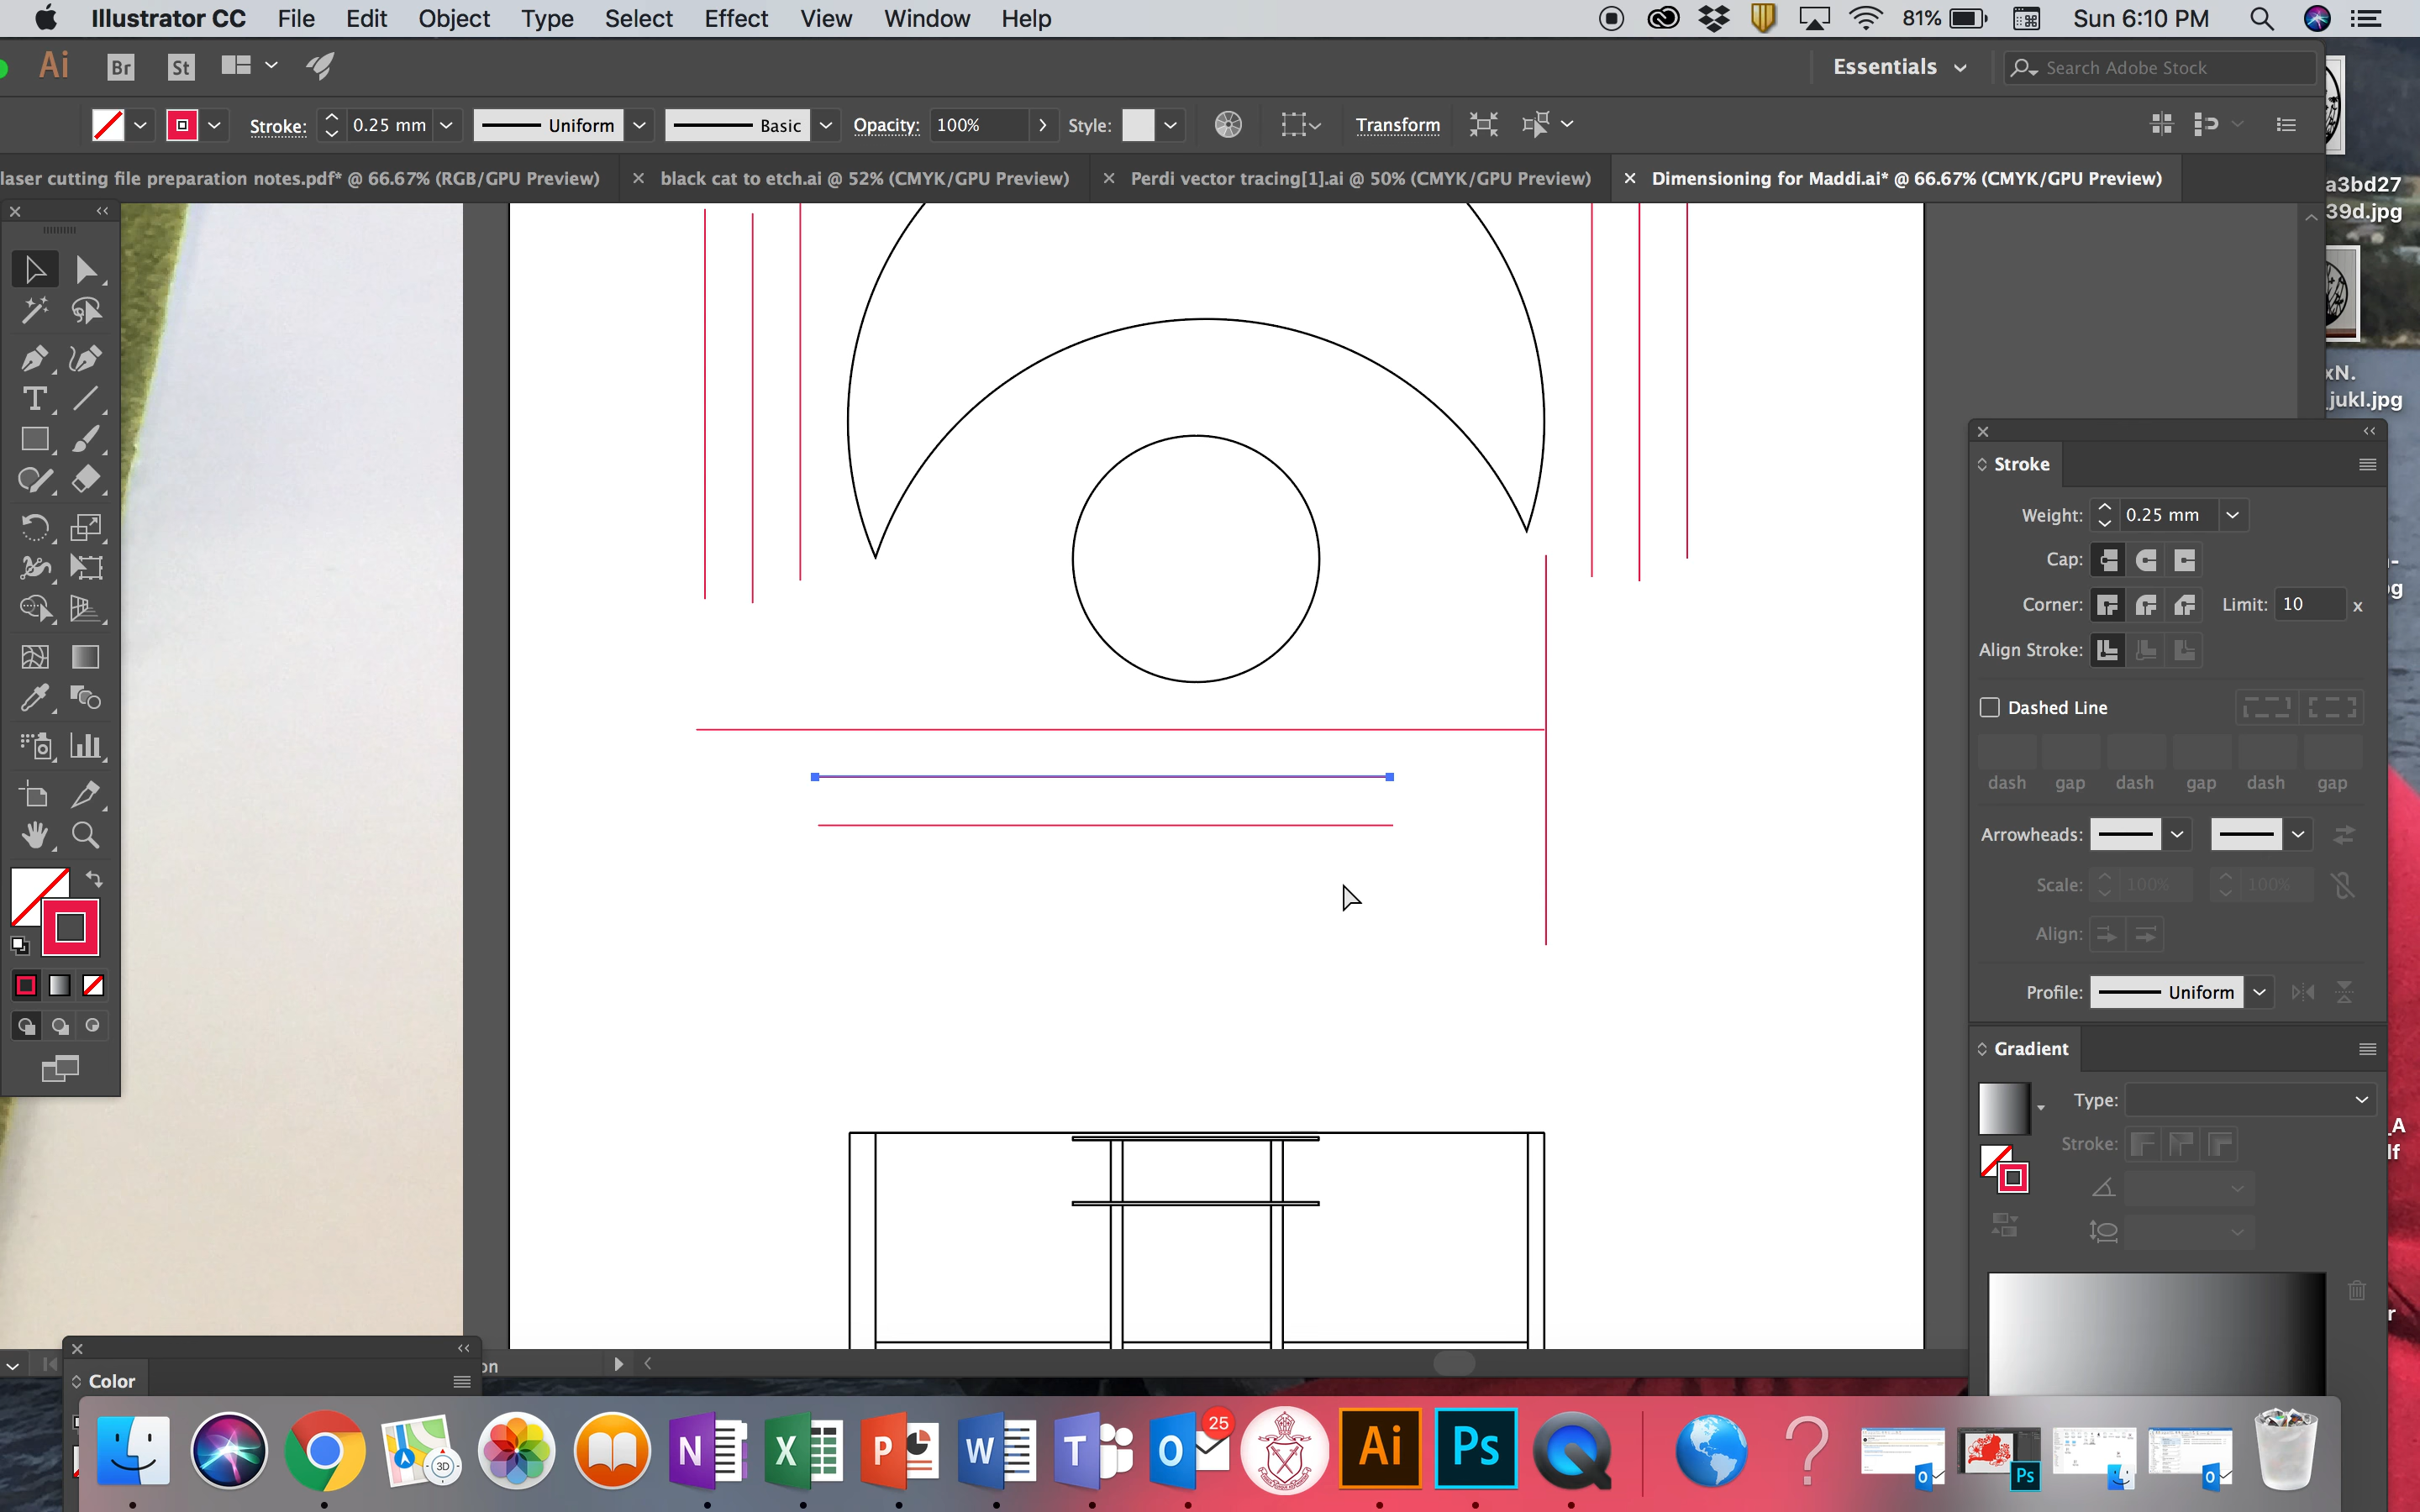 Illustrator CC File Edit Object Type Select Effect View Window Help 81% Sun 6:10 PM
Ai Br St Essentials Search Adobe Stock
Stroke: 0.25 mm Uniform Basic Opacity: 100% Style: Transform
laser cutting file preparation notes.pdf* @ 66.67% (RGB/GPU Preview) × black cat to etch.ai @ 52% (CMYK/GPU Preview) × Perdi vector tracing[1].ai @ 50% (CMYK/GPU Preview) × Dimensioning for Maddi.ai* @ 66.67% (CMYK/GPU Preview)
a3bd27
39d.jpg
xN.
jukl.jpg
Stroke
Weight: 0.25 mm
Cap:
Corner: Limit: 10 x
Align Stroke:
Dashed Line
dash gap dash gap dash gap
Arrowheads:
Scale: 100% 100%
Align:
Profile: Uniform
Gradient
Type:
Stroke:
_A
lf
r
on
Color
3D N X P W T O 25 Ai Ps Ps